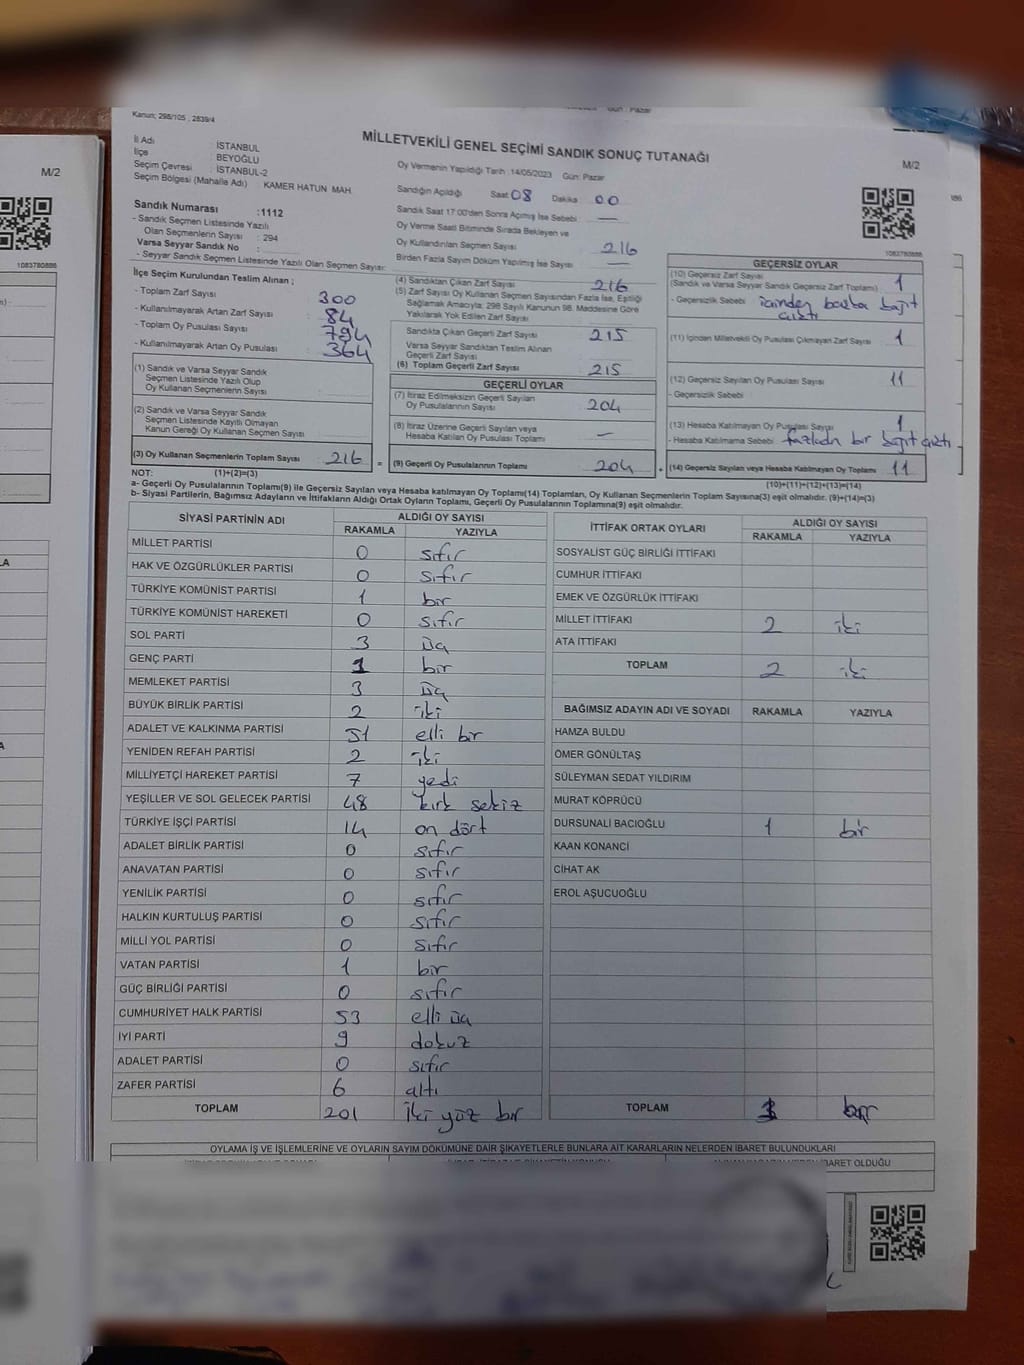 Kanun; 298/105 , 2839/4
MİLLETVEKİLİ GENEL SEÇİMİ SANDIK SONUÇ TUTANAĞI
M/2
M/2
İl Adı : İSTANBUL
İlçe : BEYOĞLU
Seçim Çevresi : İSTANBUL-2
Seçim Bölgesi (Mahalle Adı) : KAMER HATUN MAH.
Oy Vermenin Yapıldığı Tarih :14/05/2023 Gün: Pazar
Sandığın Açıldığı Saat 08 Dakika 00
Sandık Saat 17:00'den Sonra Açılmış İse Sebebi : —
Oy Verme Saati Bitiminde Sırada Bekleyen ve
Oy Kullandırılan Seçmen Sayısı 216
Birden Fazla Sayım Döküm Yapılmış İse Sayısı —
Sandık Numarası :1112
- Sandık Seçmen Listesinde Yazılı
Olan Seçmenlerin Sayısı : 294
Varsa Seyyar Sandık No :
- Seyyar Sandık Seçmen Listesinde Yazılı Olan Seçmen Sayısı:
1083780886
1083780886
İlçe Seçim Kurulundan Teslim Alınan ;
- Toplam Zarf Sayısı : 300
- Kullanılmayarak Artan Zarf Sayısı : 84
- Toplam Oy Pusulası Sayısı : 794
- Kullanılmayarak Artan Oy Pusulası : 364
(4) Sandıktan Çıkan Zarf Sayısı 216
(5) Zarf Sayısı Oy Kullanan Seçmen Sayısından Fazla İse, Eşitliği
Sağlamak Amacıyla, 298 Sayılı Kanunun 98. Maddesine Göre
Yakılarak Yok Edilen Zarf Sayısı
Sandıkta Çıkan Geçerli Zarf Sayısı 215
Varsa Seyyar Sandıktan Teslim Alınan
Geçerli Zarf Sayısı
(6) Toplam Geçerli Zarf Sayısı 215
GEÇERSİZ OYLAR
(10) Geçersiz Zarf Sayısı 1
(Sandık ve Varsa Seyyar Sandık Geçersiz Zarf Toplamı)
- Geçersizlik Sebebi : içinden başka kağıt çıktı
(11) İçinden Milletvekili Oy Pusulası Çıkmayan Zarf Sayısı 1
(12) Geçersiz Sayılan Oy Pusulası Sayısı 11
- Geçersizlik Sebebi
(13) Hesaba Katılmayan Oy Pusulası Sayısı 1
- Hesaba Katılmama Sebebi : fazladn bir kağıt çıktı
(14) Geçersiz Sayılan veya Hesaba Katılmayan Oy Toplamı 11
(10)+(11)+(12)+(13)=(14)
(1) Sandık ve Varsa Seyyar Sandık
Seçmen Listesinde Yazılı Olup
Oy Kullanan Seçmenlerin Sayısı
(2) Sandık ve Varsa Seyyar Sandık
Seçmen Listesinde Kayıtlı Olmayan
Kanun Gereği Oy Kullanan Seçmen Sayısı
(3) Oy Kullanan Seçmenlerin Toplam Sayısı 216
(1)+(2)=(3)
GEÇERLİ OYLAR
(7) İtiraz Edilmeksizin Geçerli Sayılan
Oy Pusulalarının Sayısı 204
(8) İtiraz Üzerine Geçerli Sayılan veya
Hesaba Katılan Oy Pusulası Toplamı —
= (9) Geçerli Oy Pusulalarının Toplamı 204 +
NOT:
a- Geçerli Oy Pusulalarının Toplamı(9) ile Geçersiz Sayılan veya Hesaba katılmayan Oy Toplamı(14) Toplamları, Oy Kullanan Seçmenlerin Toplam Sayısına(3) eşit olmalıdır. (9)+(14)=(3)
b- Siyasi Partilerin, Bağımsız Adayların ve İttifakların Aldığı Ortak Oyların Toplamı, Geçerli Oy Pusulalarının Toplamına(9) eşit olmalıdır.
SİYASİ PARTİNİN ADI ALDIĞI OY SAYISI
RAKAMLA YAZIYLA
MİLLET PARTİSİ 0 sıfır
HAK VE ÖZGÜRLÜKLER PARTİSİ 0 sıfır
TÜRKİYE KOMÜNİST PARTİSİ 1 bir
TÜRKİYE KOMÜNİST HAREKETİ 0 sıfır
SOL PARTİ 3 üç
GENÇ PARTİ 1 bir
MEMLEKET PARTİSİ 3 üç
BÜYÜK BİRLİK PARTİSİ 2 iki
ADALET VE KALKINMA PARTİSİ 51 elli bir
YENİDEN REFAH PARTİSİ 2 iki
MİLLİYETÇİ HAREKET PARTİSİ 7 yedi
YEŞİLLER VE SOL GELECEK PARTİSİ 48 kırk sekiz
TÜRKİYE İŞÇİ PARTİSİ 14 on dört
ADALET BİRLİK PARTİSİ 0 sıfır
ANAVATAN PARTİSİ 0 sıfır
YENİLİK PARTİSİ 0 sıfır
HALKIN KURTULUŞ PARTİSİ 0 sıfır
MİLLİ YOL PARTİSİ 0 sıfır
VATAN PARTİSİ 1 bir
GÜÇ BİRLİĞİ PARTİSİ 0 sıfır
CUMHURİYET HALK PARTİSİ 53 elli üç
İYİ PARTİ 9 dokuz
ADALET PARTİSİ 0 sıfır
ZAFER PARTİSİ 6 altı
TOPLAM 201 iki yüz bir
İTTİFAK ORTAK OYLARI ALDIĞI OY SAYISI
RAKAMLA YAZIYLA
SOSYALİST GÜÇ BİRLİĞİ İTTİFAKI
CUMHUR İTTİFAKI
EMEK VE ÖZGÜRLÜK İTTİFAKI
MİLLET İTTİFAKI 2 iki
ATA İTTİFAKI
TOPLAM 2 iki
BAĞIMSIZ ADAYIN ADI VE SOYADI RAKAMLA YAZIYLA
HAMZA BULDU
ÖMER GÖNÜLTAŞ
SÜLEYMAN SEDAT YILDIRIM
MURAT KÖPRÜCÜ
DURSUNALİ BACIOĞLU 1 bir
KAAN KONANCİ
CİHAT AK
EROL AŞUCUOĞLU
TOPLAM 1 bir
OYLAMA İŞ VE İŞLEMLERİNE VE OYLARIN SAYIM DÖKÜMÜNE DAİR ŞİKAYETLERLE BUNLARA AİT KARARLARIN NELERDEN İBARET BULUNDUKLARI
İBARET OLDUĞU